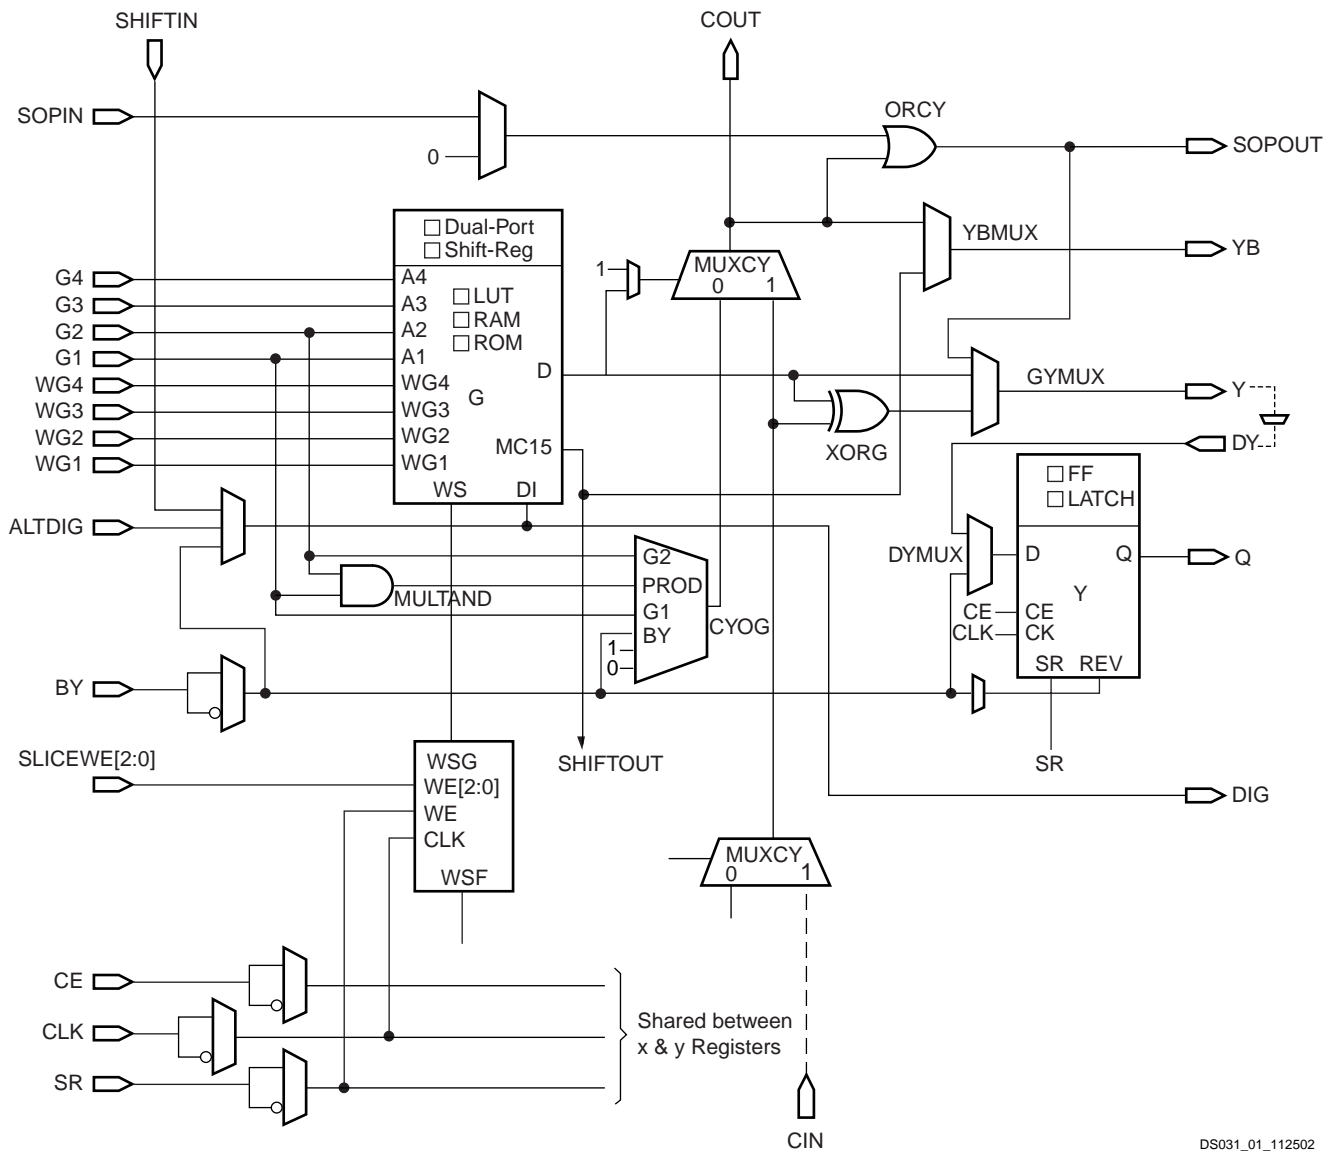 SHIFTIN
COUT
SOPIN
0
ORCY
SOPOUT
Dual-Port
Shift-Reg
YBMUX
YB
G4
G3
G2
G1
WG4
WG3
WG2
WG1
A4
A3
A2
A1
WG4
WG3
WG2
WG1
LUT
RAM
ROM
D
G
MC15
WS
DI
1
MUXCY
0 1
GYMUX
Y
DY
XORG
FF
LATCH
DYMUX
D
Q
Q
Y
CE
CE
CLK
CK
SR REV
SR
ALTDIG
MULTAND
G2
PROD
G1
BY
1
0
CYOG
BY
SLICEWE[2:0]
WSG
WE[2:0]
WE
CLK
WSF
SHIFTOUT
DIG
MUXCY
0 1
CE
CLK
SR
Shared between
x & y Registers
CIN
DS031_01_112502